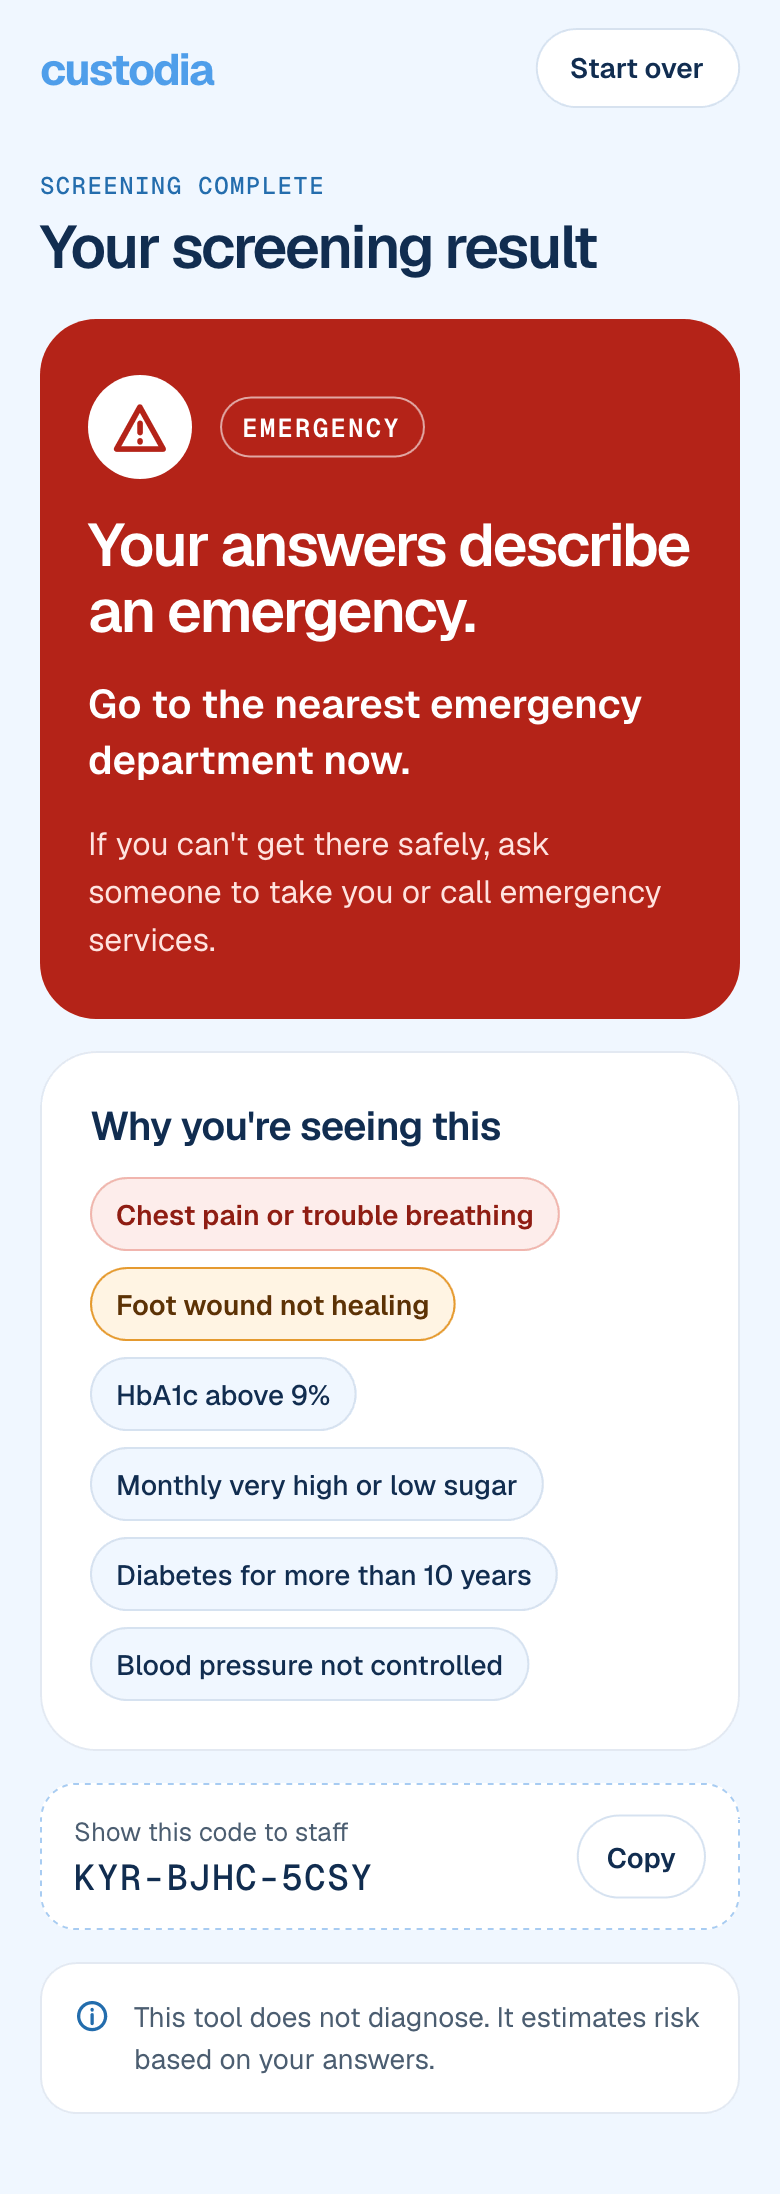 custodia
Start over
SCREENING COMPLETE
Your screening result
EMERGENCY
Your answers describe
an emergency.
Go to the nearest emergency
department now.
If you can't get there safely, ask
someone to take you or call emergency
services.
Why you're seeing this
Chest pain or trouble breathing
Foot wound not healing
HbA1c above 9%
Monthly very high or low sugar
Diabetes for more than 10 years
Blood pressure not controlled
Show this code to staff
KYR-BJHC-5CSY
Copy
This tool does not diagnose. It estimates risk
based on your answers.